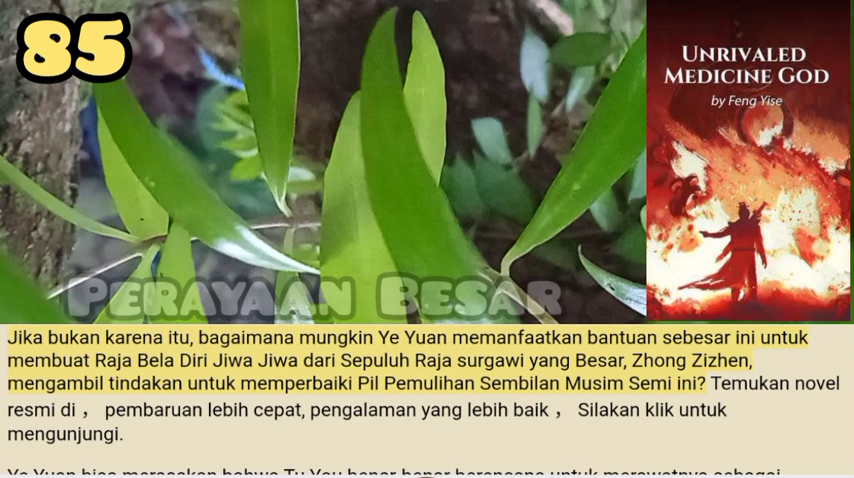 85
UNRIVALED
MEDICINE GOD
by Feng Yise
PERAYAAN BESAR
Jika bukan karena itu, bagaimana mungkin Ye Yuan memanfaatkan bantuan sebesar ini untuk
membuat Raja Bela Diri Jiwa Jiwa dari Sepuluh Raja surgawi yang Besar, Zhong Zizhen,
mengambil tindakan untuk memperbaiki Pil Pemulihan Sembilan Musim Semi ini? Temukan novel
resmi di ， pembaruan lebih cepat, pengalaman yang lebih baik ， Silakan klik untuk
mengunjungi.